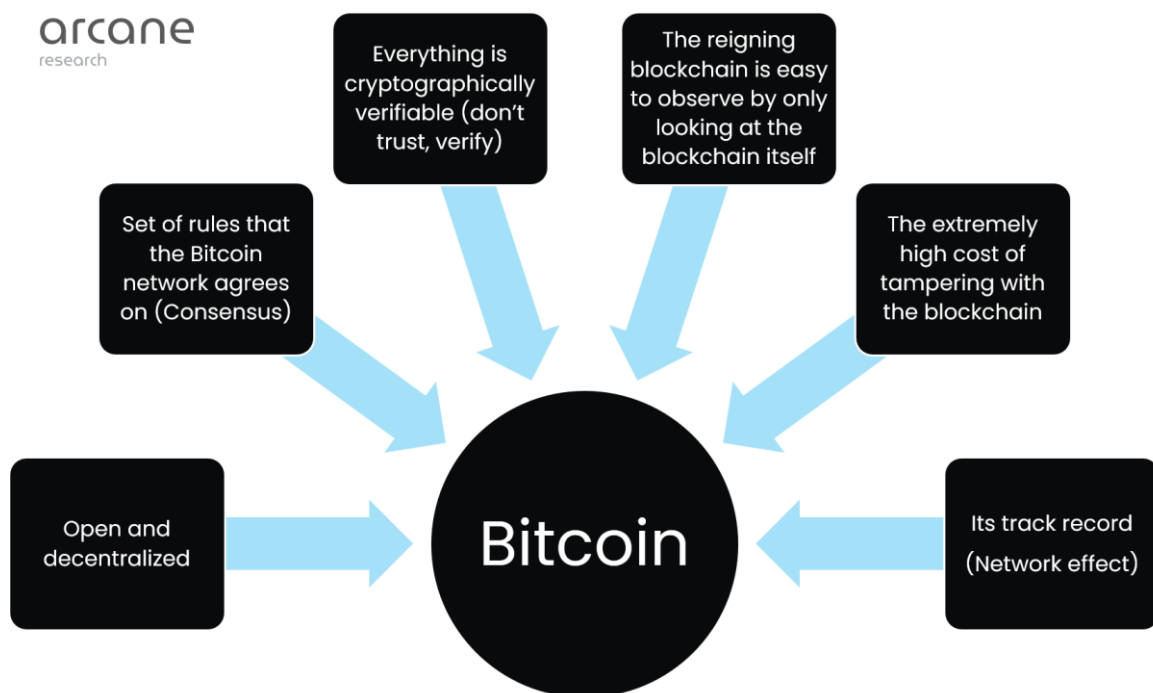 arcane
research
Everything is
cryptographically
verifiable (don't
trust, verify)
The reigning
blockchain is easy
to observe by only
looking at the
blockchain itself
Set of rules that
the Bitcoin
network agrees
on (Consensus)
The extremely
high cost of
tampering with
the blockchain
Open and
decentralized
Bitcoin
Its track record
(Network effect)